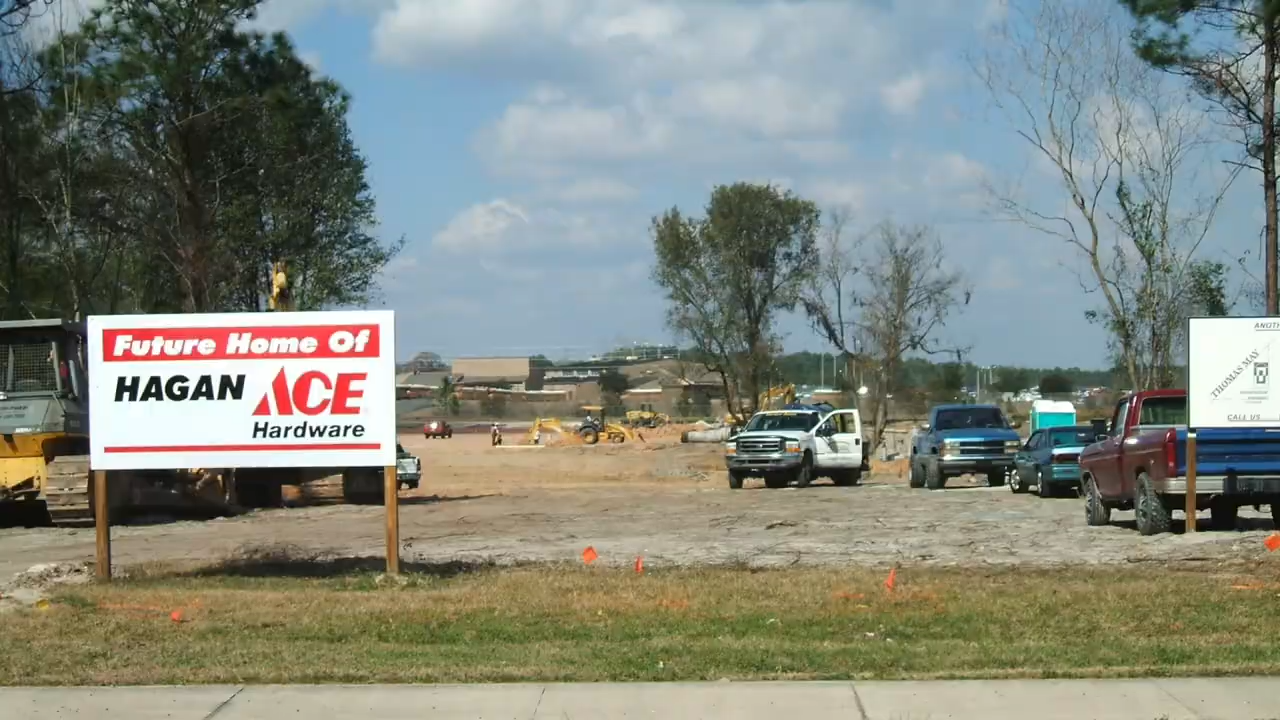 Future Home Of
HAGAN ACE
Hardware
THOMAS MAY
CALL US